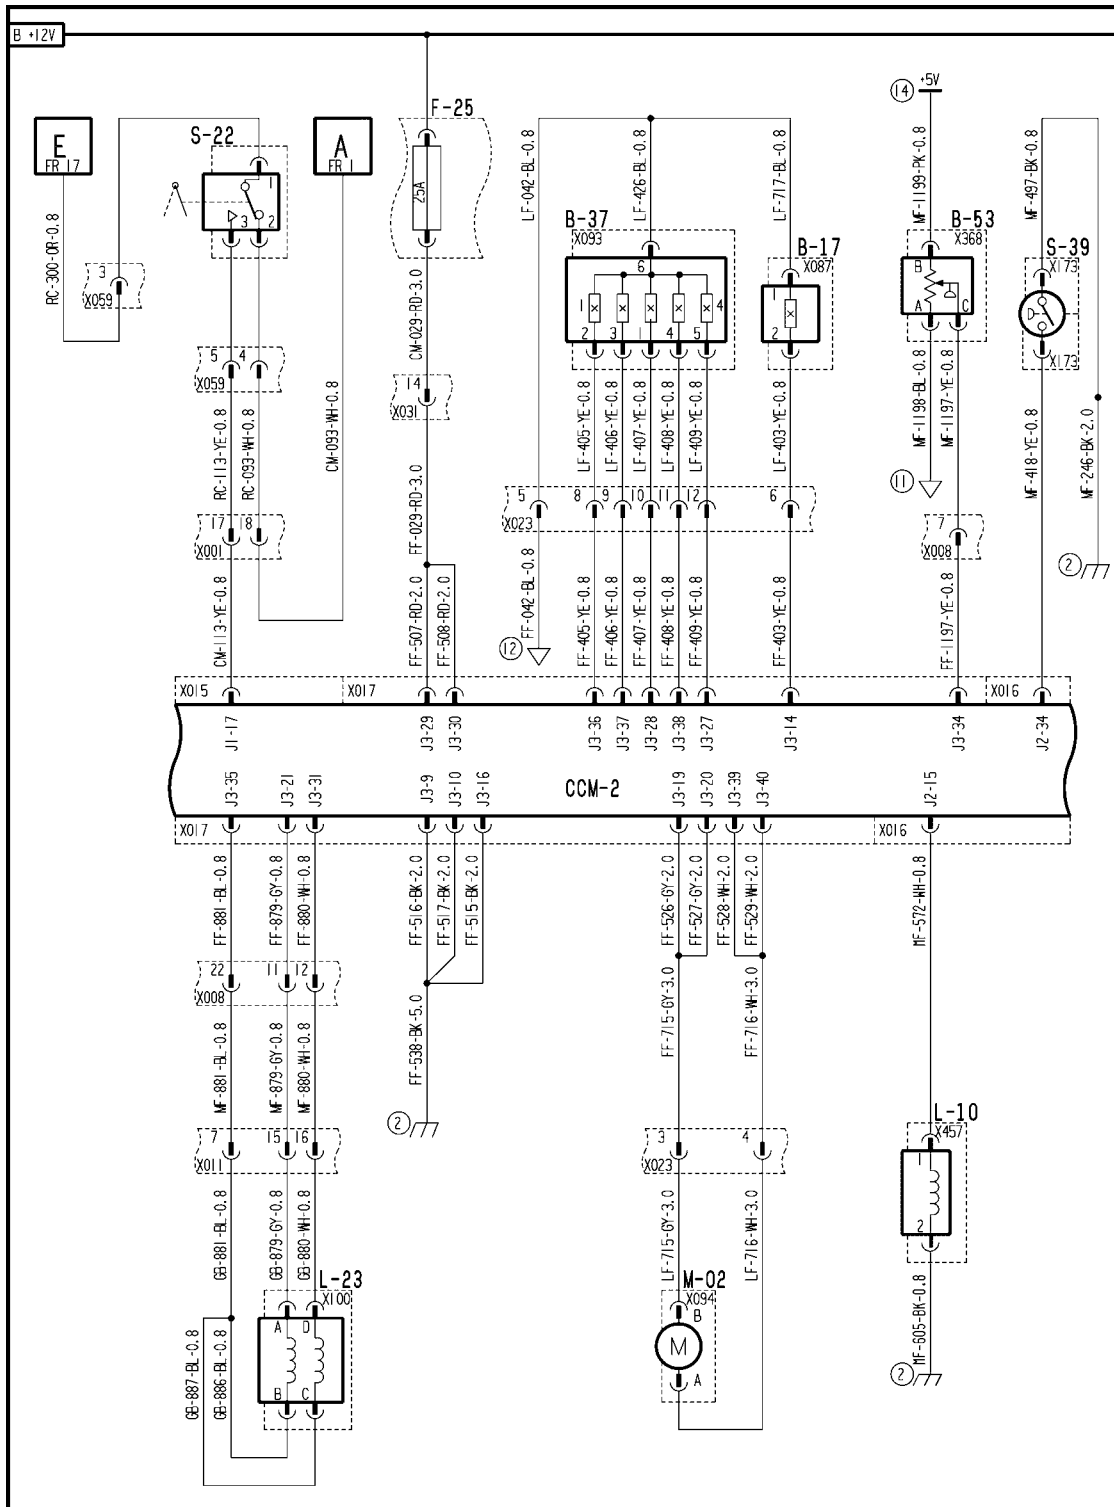 B +12V
E
FR 17
S-22
A
FR 1
F-25
25A
14
+5V
1
3
2
B-37
X093
6
1
4
2
3
1
4
5
B-17
X087
1
2
B-53
X368
B
A
C
S-39
X173
X173
RC-300-OR-0.8
3
X059
CM-029-RD-3.0
LF-042-BL-0.8
LF-426-BL-0.8
LF-717-BL-0.8
MF-1199-PK-0.8
MF-497-BK-0.8
5
4
X059
14
X031
RC-113-YE-0.8
RC-093-WH-0.8
CM-093-WH-0.8
LF-405-YE-0.8
LF-406-YE-0.8
LF-407-YE-0.8
LF-408-YE-0.8
LF-409-YE-0.8
LF-403-YE-0.8
MF-1198-BL-0.8
MF-1197-YE-0.8
MF-418-YE-0.8
MF-246-BK-2.0
11
17
18
X001
FF-029-RD-3.0
5
8
9
10
11
12
6
X023
7
X008
2
CM-113-YE-0.8
FF-507-RD-2.0
FF-508-RD-2.0
FF-042-BL-0.8
12
FF-405-YE-0.8
FF-406-YE-0.8
FF-407-YE-0.8
FF-408-YE-0.8
FF-409-YE-0.8
FF-403-YE-0.8
FF-1197-YE-0.8
X015
X017
X016
J1-17
J3-29
J3-30
J3-36
J3-37
J3-28
J3-38
J3-27
J3-14
J3-34
J2-34
CCM-2
J3-35
J3-21
J3-31
J3-9
J3-10
J3-16
J3-19
J3-20
J3-39
J3-40
J2-15
X017
X016
FF-881-BL-0.8
FF-879-GY-0.8
FF-880-WH-0.8
FF-516-BK-2.0
FF-517-BK-2.0
FF-515-BK-2.0
FF-526-GY-2.0
FF-527-GY-2.0
FF-528-WH-2.0
FF-529-WH-2.0
MF-572-WH-0.8
22
11
12
X008
MF-881-BL-0.8
MF-879-GY-0.8
MF-880-WH-0.8
FF-538-BK-5.0
2
FF-715-GY-3.0
FF-716-WH-3.0
7
15
16
X011
3
4
X023
L-10
X457
1
2
GB-881-BL-0.8
GB-879-GY-0.8
GB-880-WH-0.8
LF-715-GY-3.0
LF-716-WH-3.0
MF-605-BK-0.8
2
L-23
X100
A
D
B
C
GB-887-BL-0.8
GB-886-BL-0.8
M-02
X094
B
M
A